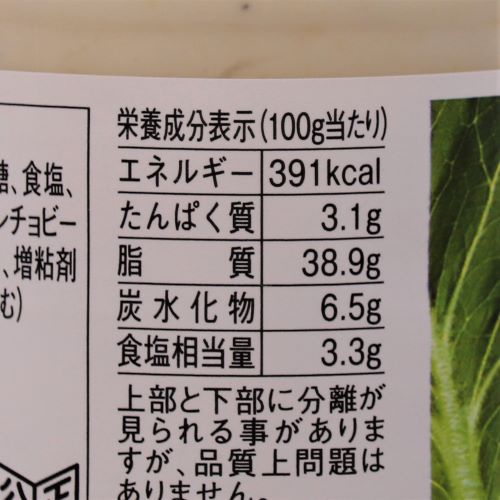 糖、食塩、
ンチョビー
、増粘剤
む)
栄養成分表示(100g当たり)
エネルギー 391kcal
たんぱく質 3.1g
脂質 38.9g
炭水化物 6.5g
食塩相当量 3.3g
上部と下部に分離が
見られる事がありま
すが、品質上問題は
ありません。
公正